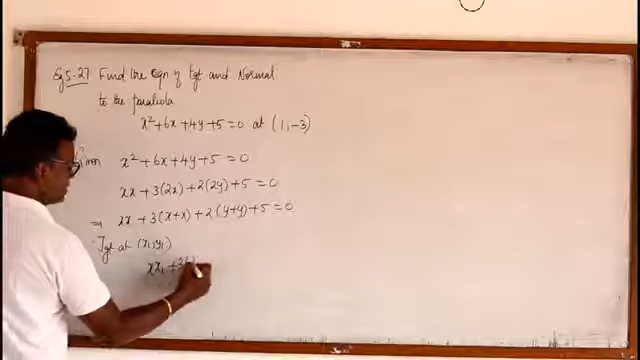 Eg 5.27 Find the eqn of tgt and Normal
to the parabola
x² + 6x + 4y + 5 = 0 at (1, -3)
Given x² + 6x + 4y + 5 = 0
xx + 3(2x) + 2(2y) + 5 = 0
⇒ xx + 3(x+x) + 2(y+y) + 5 = 0
Tgt at (x₁, y₁)
xx₁ + 3(